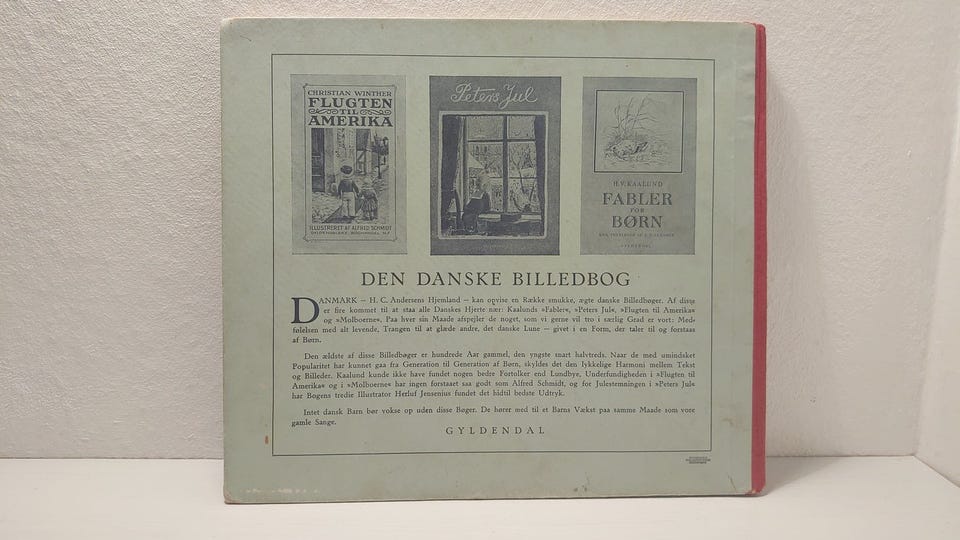 CHRISTIAN WINTHER
FLUGTEN
TIL
AMERIKA
ILLUSTRERET AF ALFRED SCHMIDT
Peters Jul
H.V. KAALUND
FABLER
FOR
BØRN
GYLDENDAL
DEN DANSKE BILLEDBOG
DANMARK — H. C. Andersens Hjemland — kan opvise en Række smukke, ægte danske Billedbøger. Af disse
er fire kommet til at staa alle Danskes Hjerte nær: Kaalunds »Fabler«, »Peters Jul«, »Flugten til Amerika«
og »Molboerne«. Paa hver sin Maade afspejler de noget, som vi gerne vil tro i særlig Grad er vort: Med-
følelsen med alt levende, Trangen til at glæde andre, det danske Lune — givet i en Form, der taler til og forstaas
af Børn.
Den ældste af disse Billedbøger er hundrede Aar gammel, den yngste snart halvtreds. Naar de med umindsket
Popularitet har kunnet gaa fra Generation til Generation af Børn, skyldes det den lykkelige Harmoni mellem Tekst
og Billeder. Kaalund kunde ikke have fundet nogen bedre Fortolker end Lundbye, Underfundigheden i »Flugten til
Amerika« og i »Molboerne« har ingen forstaaet saa godt som Alfred Schmidt, og for Julestemningen i »Peters Jul«
har Bogens tredie Illustrator Herluf Jensenius fundet det hidtil bedste Udtryk.
Intet dansk Barn bør vokse op uden disse Bøger. De hører med til et Barns Vækst paa samme Maade som vore
gamle Sange.
GYLDENDAL